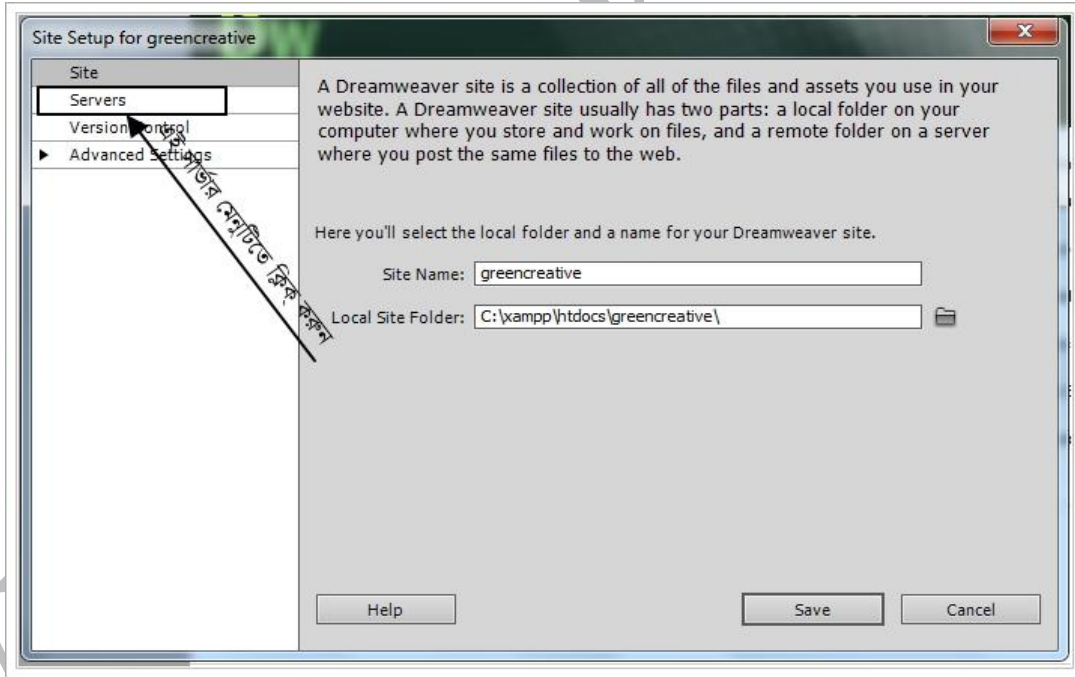 Site Setup for greencreative
Site
Servers
Version Control
Advanced Settings
এই সার্ভার মেনুটিতে ক্লিক্ করুন
A Dreamweaver site is a collection of all of the files and assets you use in your
website. A Dreamweaver site usually has two parts: a local folder on your
computer where you store and work on files, and a remote folder on a server
where you post the same files to the web.
Here you'll select the local folder and a name for your Dreamweaver site.
Site Name: greencreative
Local Site Folder: C:\xampp\htdocs\greencreative\
Help
Save
Cancel